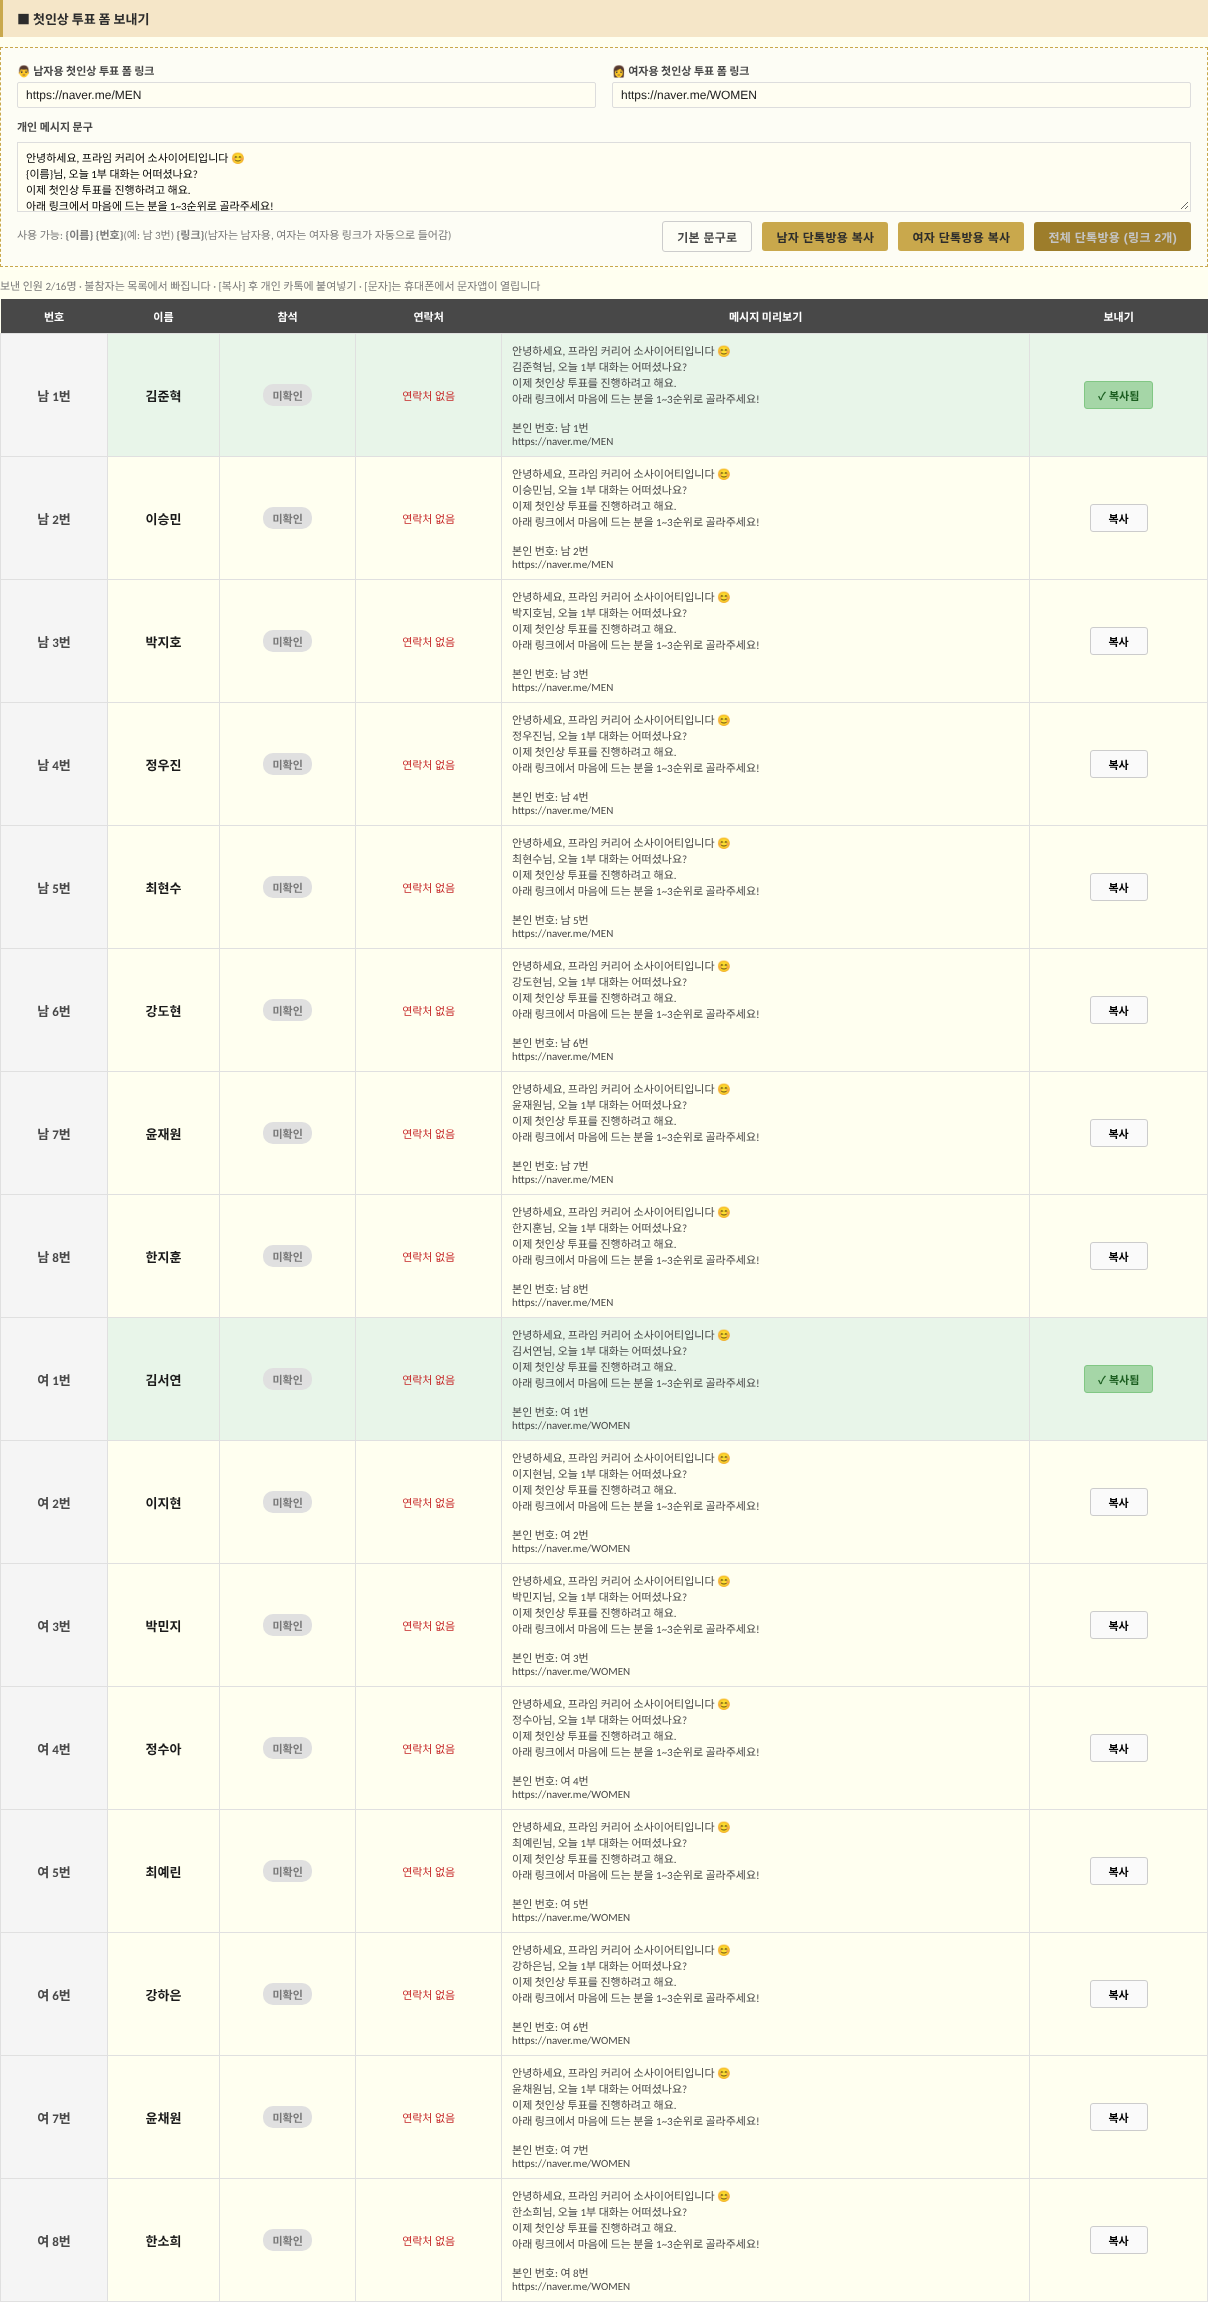 ■ 첫인상 투표 폼 보내기
👨 남자용 첫인상 투표 폼 링크
👩 여자용 첫인상 투표 폼 링크
https://naver.me/MEN
https://naver.me/WOMEN
개인 메시지 문구
안녕하세요, 프라임 커리어 소사이어티입니다 😊
{이름}님, 오늘 1부 대화는 어떠셨나요?
이제 첫인상 투표를 진행하려고 해요.
아래 링크에서 마음에 드는 분을 1~3순위로 골라주세요!
사용 가능: {이름} {번호}(예: 남 3번) {링크}(남자는 남자용, 여자는 여자용 링크가 자동으로 들어감)
기본 문구로
남자 단톡방용 복사
여자 단톡방용 복사
전체 단톡방용 (링크 2개)
보낸 인원 2/16명 · 불참자는 목록에서 빠집니다 · [복사] 후 개인 카톡에 붙여넣기 · [문자]는 휴대폰에서 문자앱이 열립니다
번호 이름 참석 연락처 메시지 미리보기 보내기
남 1번 김준혁 미확인 연락처 없음
안녕하세요, 프라임 커리어 소사이어티입니다 😊
김준혁님, 오늘 1부 대화는 어떠셨나요?
이제 첫인상 투표를 진행하려고 해요.
아래 링크에서 마음에 드는 분을 1~3순위로 골라주세요!
본인 번호: 남 1번
https://naver.me/MEN
✓ 복사됨
남 2번 이승민 미확인 연락처 없음
안녕하세요, 프라임 커리어 소사이어티입니다 😊
이승민님, 오늘 1부 대화는 어떠셨나요?
이제 첫인상 투표를 진행하려고 해요.
아래 링크에서 마음에 드는 분을 1~3순위로 골라주세요!
본인 번호: 남 2번
https://naver.me/MEN
복사
남 3번 박지호 미확인 연락처 없음
안녕하세요, 프라임 커리어 소사이어티입니다 😊
박지호님, 오늘 1부 대화는 어떠셨나요?
이제 첫인상 투표를 진행하려고 해요.
아래 링크에서 마음에 드는 분을 1~3순위로 골라주세요!
본인 번호: 남 3번
https://naver.me/MEN
복사
남 4번 정우진 미확인 연락처 없음
안녕하세요, 프라임 커리어 소사이어티입니다 😊
정우진님, 오늘 1부 대화는 어떠셨나요?
이제 첫인상 투표를 진행하려고 해요.
아래 링크에서 마음에 드는 분을 1~3순위로 골라주세요!
본인 번호: 남 4번
https://naver.me/MEN
복사
남 5번 최현수 미확인 연락처 없음
안녕하세요, 프라임 커리어 소사이어티입니다 😊
최현수님, 오늘 1부 대화는 어떠셨나요?
이제 첫인상 투표를 진행하려고 해요.
아래 링크에서 마음에 드는 분을 1~3순위로 골라주세요!
본인 번호: 남 5번
https://naver.me/MEN
복사
남 6번 강도현 미확인 연락처 없음
안녕하세요, 프라임 커리어 소사이어티입니다 😊
강도현님, 오늘 1부 대화는 어떠셨나요?
이제 첫인상 투표를 진행하려고 해요.
아래 링크에서 마음에 드는 분을 1~3순위로 골라주세요!
본인 번호: 남 6번
https://naver.me/MEN
복사
남 7번 윤재원 미확인 연락처 없음
안녕하세요, 프라임 커리어 소사이어티입니다 😊
윤재원님, 오늘 1부 대화는 어떠셨나요?
이제 첫인상 투표를 진행하려고 해요.
아래 링크에서 마음에 드는 분을 1~3순위로 골라주세요!
본인 번호: 남 7번
https://naver.me/MEN
복사
남 8번 한지훈 미확인 연락처 없음
안녕하세요, 프라임 커리어 소사이어티입니다 😊
한지훈님, 오늘 1부 대화는 어떠셨나요?
이제 첫인상 투표를 진행하려고 해요.
아래 링크에서 마음에 드는 분을 1~3순위로 골라주세요!
본인 번호: 남 8번
https://naver.me/MEN
복사
여 1번 김서연 미확인 연락처 없음
안녕하세요, 프라임 커리어 소사이어티입니다 😊
김서연님, 오늘 1부 대화는 어떠셨나요?
이제 첫인상 투표를 진행하려고 해요.
아래 링크에서 마음에 드는 분을 1~3순위로 골라주세요!
본인 번호: 여 1번
https://naver.me/WOMEN
✓ 복사됨
여 2번 이지현 미확인 연락처 없음
안녕하세요, 프라임 커리어 소사이어티입니다 😊
이지현님, 오늘 1부 대화는 어떠셨나요?
이제 첫인상 투표를 진행하려고 해요.
아래 링크에서 마음에 드는 분을 1~3순위로 골라주세요!
본인 번호: 여 2번
https://naver.me/WOMEN
복사
여 3번 박민지 미확인 연락처 없음
안녕하세요, 프라임 커리어 소사이어티입니다 😊
박민지님, 오늘 1부 대화는 어떠셨나요?
이제 첫인상 투표를 진행하려고 해요.
아래 링크에서 마음에 드는 분을 1~3순위로 골라주세요!
본인 번호: 여 3번
https://naver.me/WOMEN
복사
여 4번 정수아 미확인 연락처 없음
안녕하세요, 프라임 커리어 소사이어티입니다 😊
정수아님, 오늘 1부 대화는 어떠셨나요?
이제 첫인상 투표를 진행하려고 해요.
아래 링크에서 마음에 드는 분을 1~3순위로 골라주세요!
본인 번호: 여 4번
https://naver.me/WOMEN
복사
여 5번 최예린 미확인 연락처 없음
안녕하세요, 프라임 커리어 소사이어티입니다 😊
최예린님, 오늘 1부 대화는 어떠셨나요?
이제 첫인상 투표를 진행하려고 해요.
아래 링크에서 마음에 드는 분을 1~3순위로 골라주세요!
본인 번호: 여 5번
https://naver.me/WOMEN
복사
여 6번 강하은 미확인 연락처 없음
안녕하세요, 프라임 커리어 소사이어티입니다 😊
강하은님, 오늘 1부 대화는 어떠셨나요?
이제 첫인상 투표를 진행하려고 해요.
아래 링크에서 마음에 드는 분을 1~3순위로 골라주세요!
본인 번호: 여 6번
https://naver.me/WOMEN
복사
여 7번 윤채원 미확인 연락처 없음
안녕하세요, 프라임 커리어 소사이어티입니다 😊
윤채원님, 오늘 1부 대화는 어떠셨나요?
이제 첫인상 투표를 진행하려고 해요.
아래 링크에서 마음에 드는 분을 1~3순위로 골라주세요!
본인 번호: 여 7번
https://naver.me/WOMEN
복사
여 8번 한소희 미확인 연락처 없음
안녕하세요, 프라임 커리어 소사이어티입니다 😊
한소희님, 오늘 1부 대화는 어떠셨나요?
이제 첫인상 투표를 진행하려고 해요.
아래 링크에서 마음에 드는 분을 1~3순위로 골라주세요!
본인 번호: 여 8번
https://naver.me/WOMEN
복사